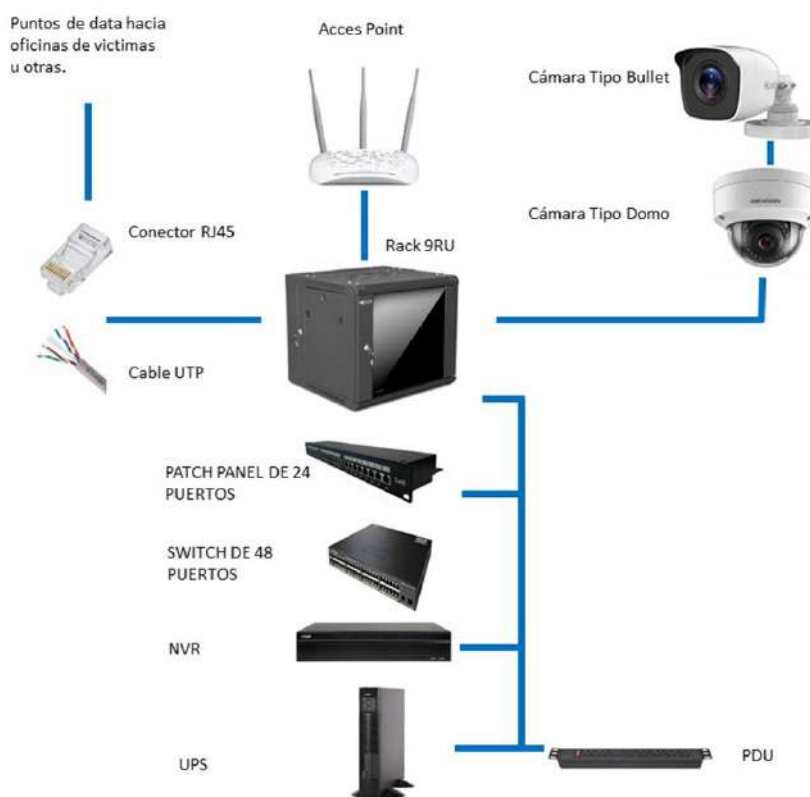 Puntos de data hacia
oficinas de victimas
u otras.
Acces Point
Cámara Tipo Bullet
Cámara Tipo Domo
HIKVISION
Conector RJ45
Rack 9RU
Cable UTP
PATCH PANEL DE 24
PUERTOS
SWITCH DE 48
PUERTOS
NVR
UPS
PDU